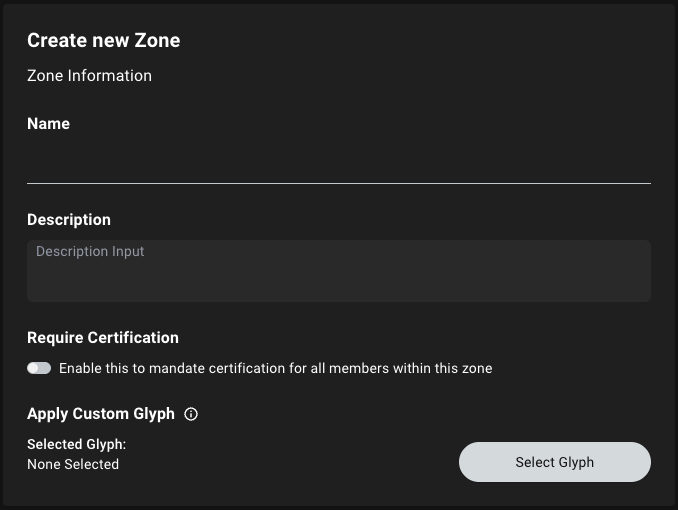 Create new Zone
Zone Information
Name
Description
Description Input
Require Certification
Enable this to mandate certification for all members within this zone
Apply Custom Glyph
Selected Glyph:
None Selected
Select Glyph